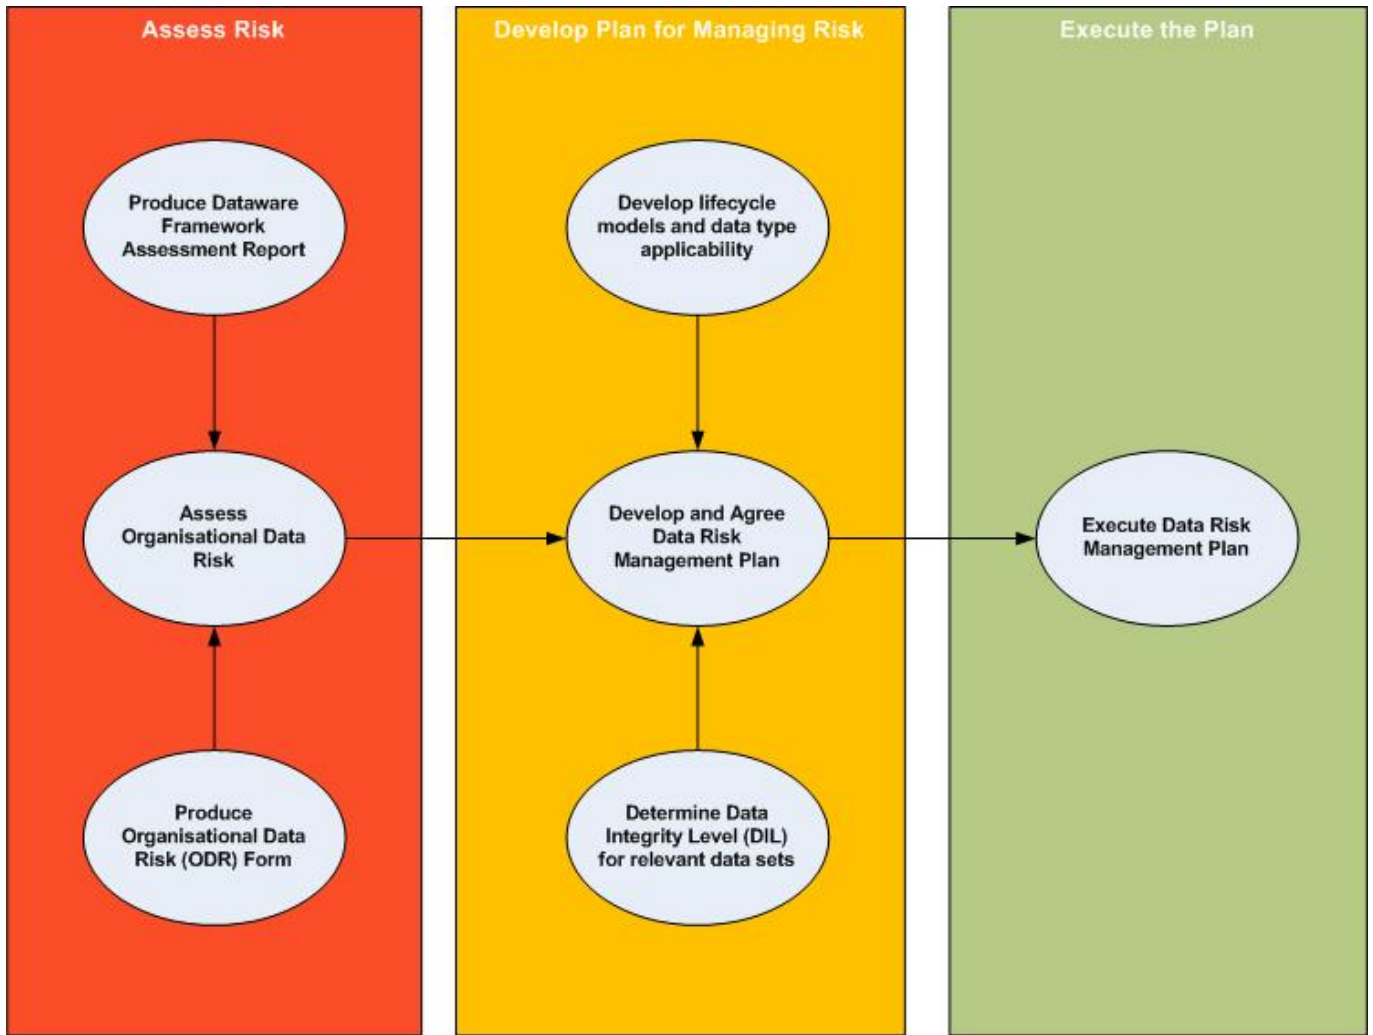 Assess Risk
Develop Plan for Managing Risk
Execute the Plan
Produce Dataware
Framework
Assessment Report
Develop lifecycle
models and data type
applicability
Assess
Organisational Data
Risk
Develop and Agree
Data Risk
Management Plan
Execute Data Risk
Management Plan
Produce
Organisational Data
Risk (ODR) Form
Determine Data
Integrity Level (DIL)
for relevant data sets